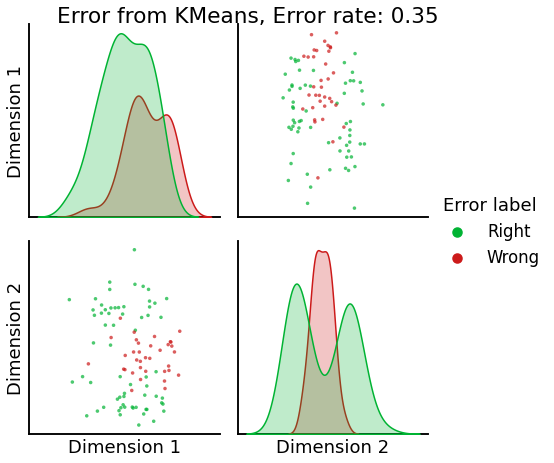 Error from KMeans, Error rate: 0.35
Dimension 1
Error label
Right
Wrong
Dimension 2
Dimension 1
Dimension 2